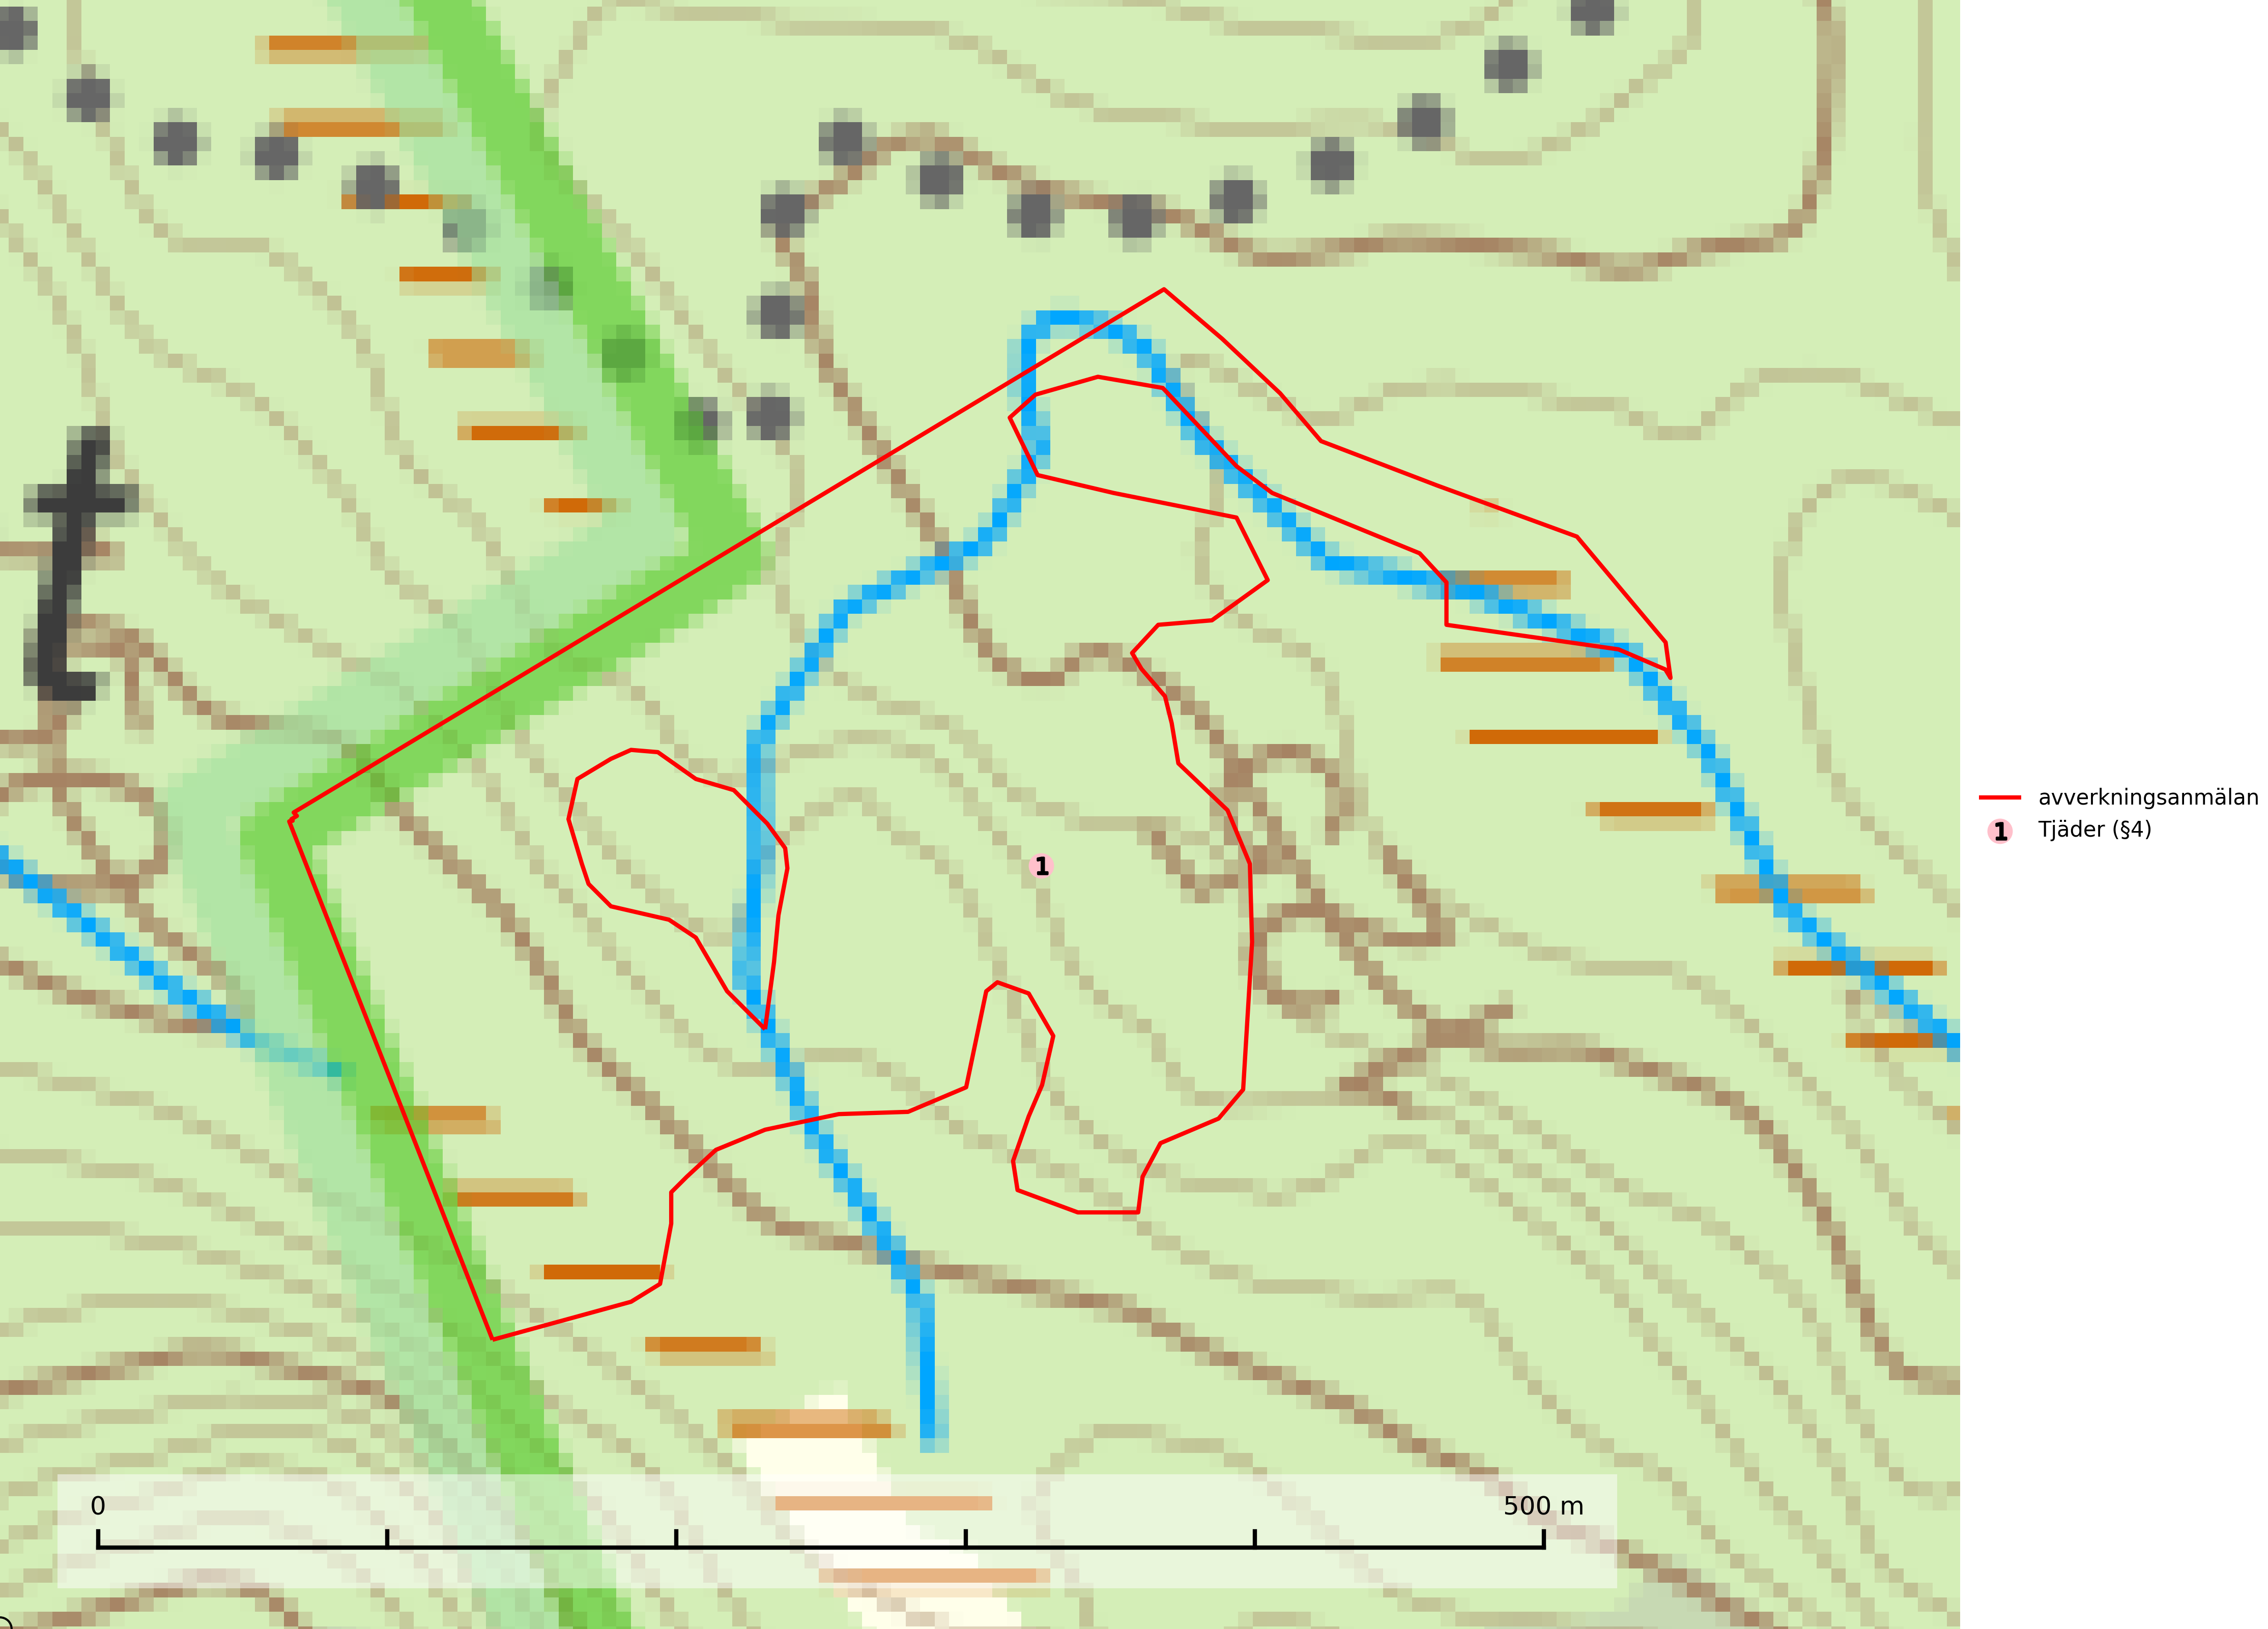 t
1
avverkningsanmälan
1 Tjäder (§4)
0 500 m